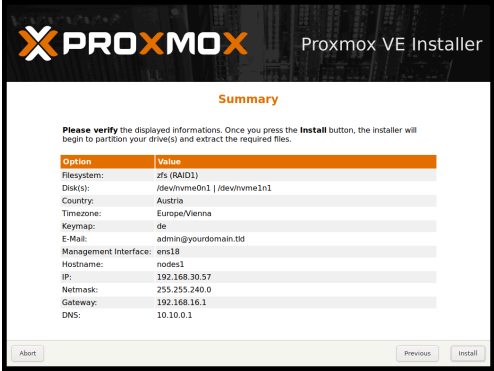 PROXMOX
Proxmox VE Installer
Summary
Please verify the displayed informations. Once you press the Install button, the installer will
begin to partition your drive(s) and extract the required files.
Option Value
Filesystem: zfs (RAID1)
Disk(s): /dev/nvme0n1 | /dev/nvme1n1
Country: Austria
Timezone: Europe/Vienna
Keymap: de
E-Mail: admin@yourdomain.tld
Management Interface: ens18
Hostname: nodes1
IP: 192.168.30.57
Netmask: 255.255.240.0
Gateway: 192.168.16.1
DNS: 10.10.0.1
Abort Previous Install